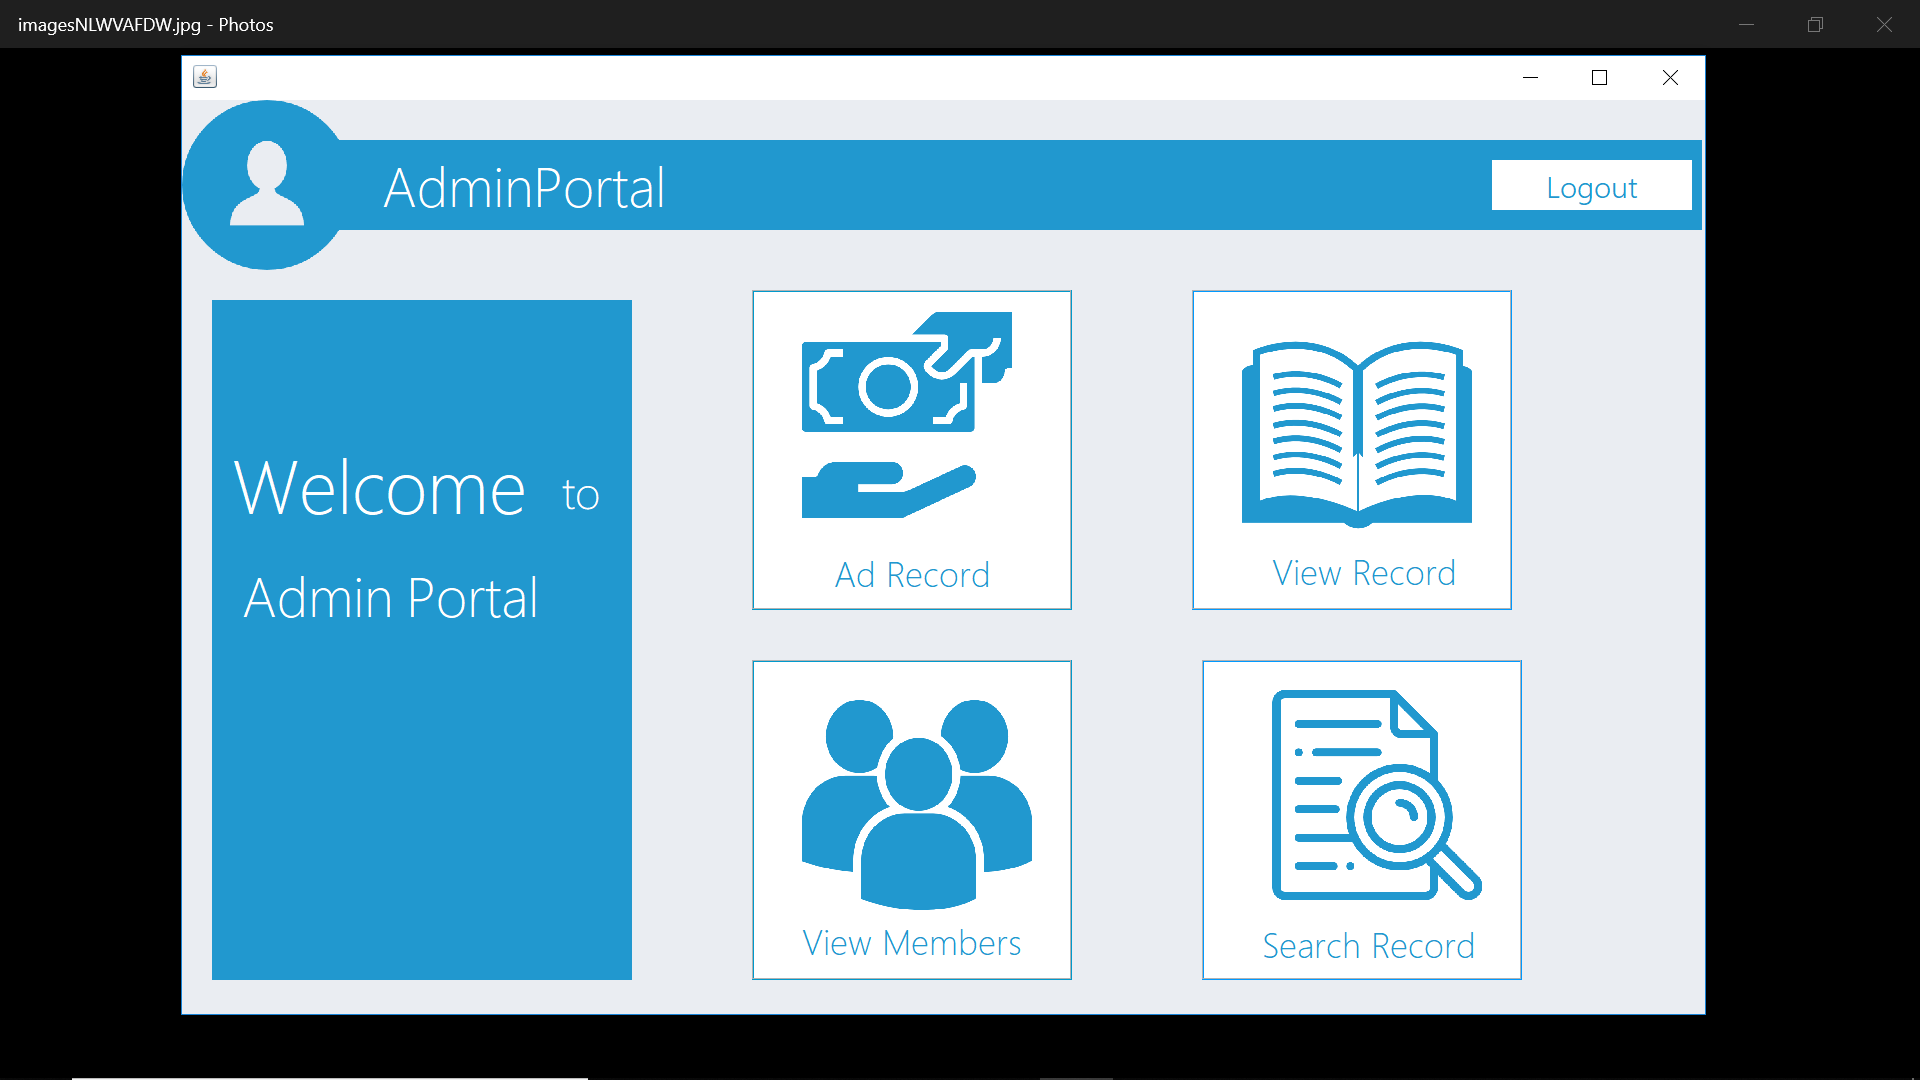 imagesNLWVAFDW.jpg - Photos
AdminPortal
Logout
Welcome to
Admin Portal
Ad Record
View Record
View Members
Search Record